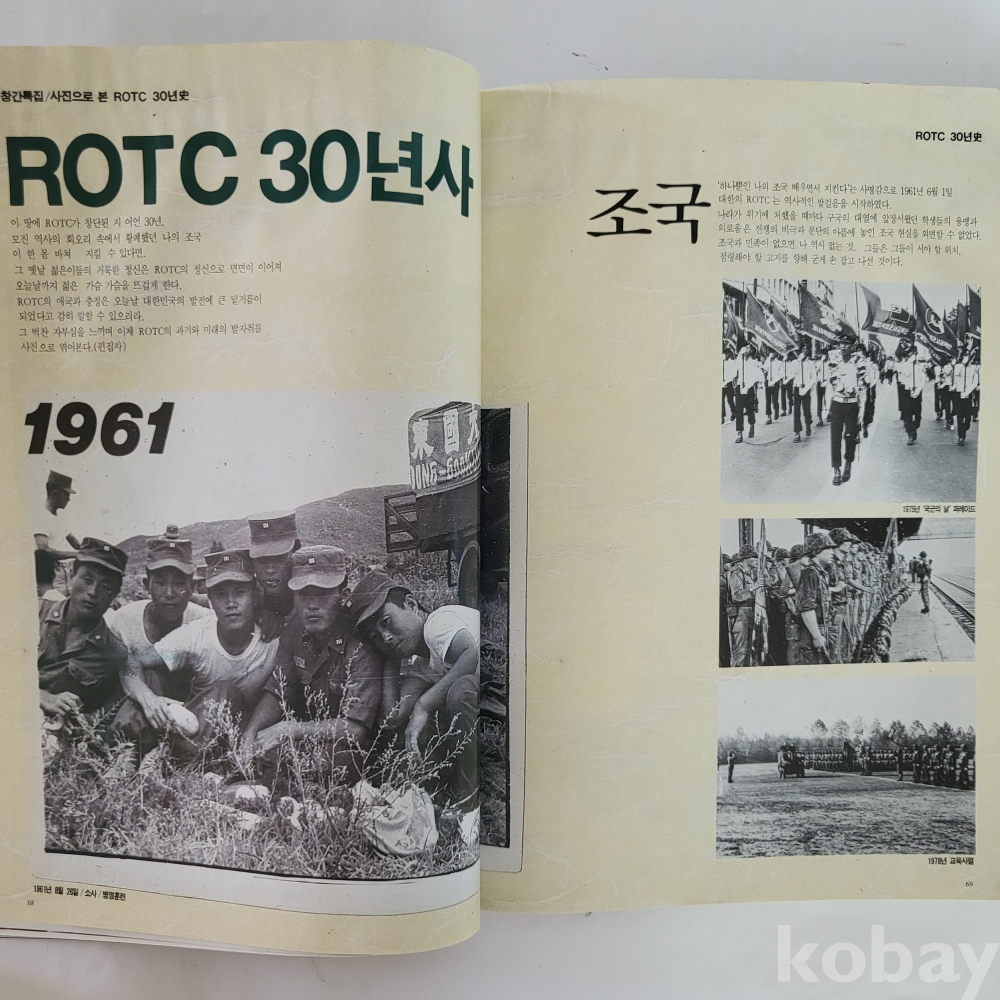 창간특집/사진으로 본 ROTC 30년史
ROTC 30년사
이 땅에 ROTC가 창단된 지 어언 30년.
모진 역사의 회오리 속에서 황폐했던 나의 조국
이 한 몸 바쳐 지킬 수 있다면.
그 옛날 젊은이들의 거룩한 정신은 ROTC의 정신으로 면면이 이어져
오늘날까지 젊은 가슴 가슴을 뜨겁게 한다.
ROTC의 애국과 충정은 오늘날 대한민국의 발전에 큰 밑거름이
되었다고 감히 말할 수 있으리라.
그 벅찬 자부심을 느끼며 이제 ROTC의 과거와 미래의 발자취를
사진으로 엮어본다.(편집자)
1961
東國大
DONG-GOOK
1961년 8월 26일/소사/병영훈련
68
ROTC 30년史
조국
'하나뿐인 나의 조국 배우면서 지킨다'는 사명감으로 1961년 6월 1일
대한의 ROTC는 역사적인 발걸음을 시작하였다.
나라가 위기에 처했을 때마다 구국의 대열에 앞장서왔던 학생들의 용맹과
의로움은 전쟁의 비극과 분단의 아픔에 놓인 조국 현실을 외면할 수 없었다.
조국과 민족이 없으면 나 역시 없는 것. 그들은 그들이 서야 할 위치,
점령해야 할 고지를 향해 굳게 손 잡고 나선 것이다.
1975년 '국군의 날' 퍼레이드
1978년 교육사열
69
kobay